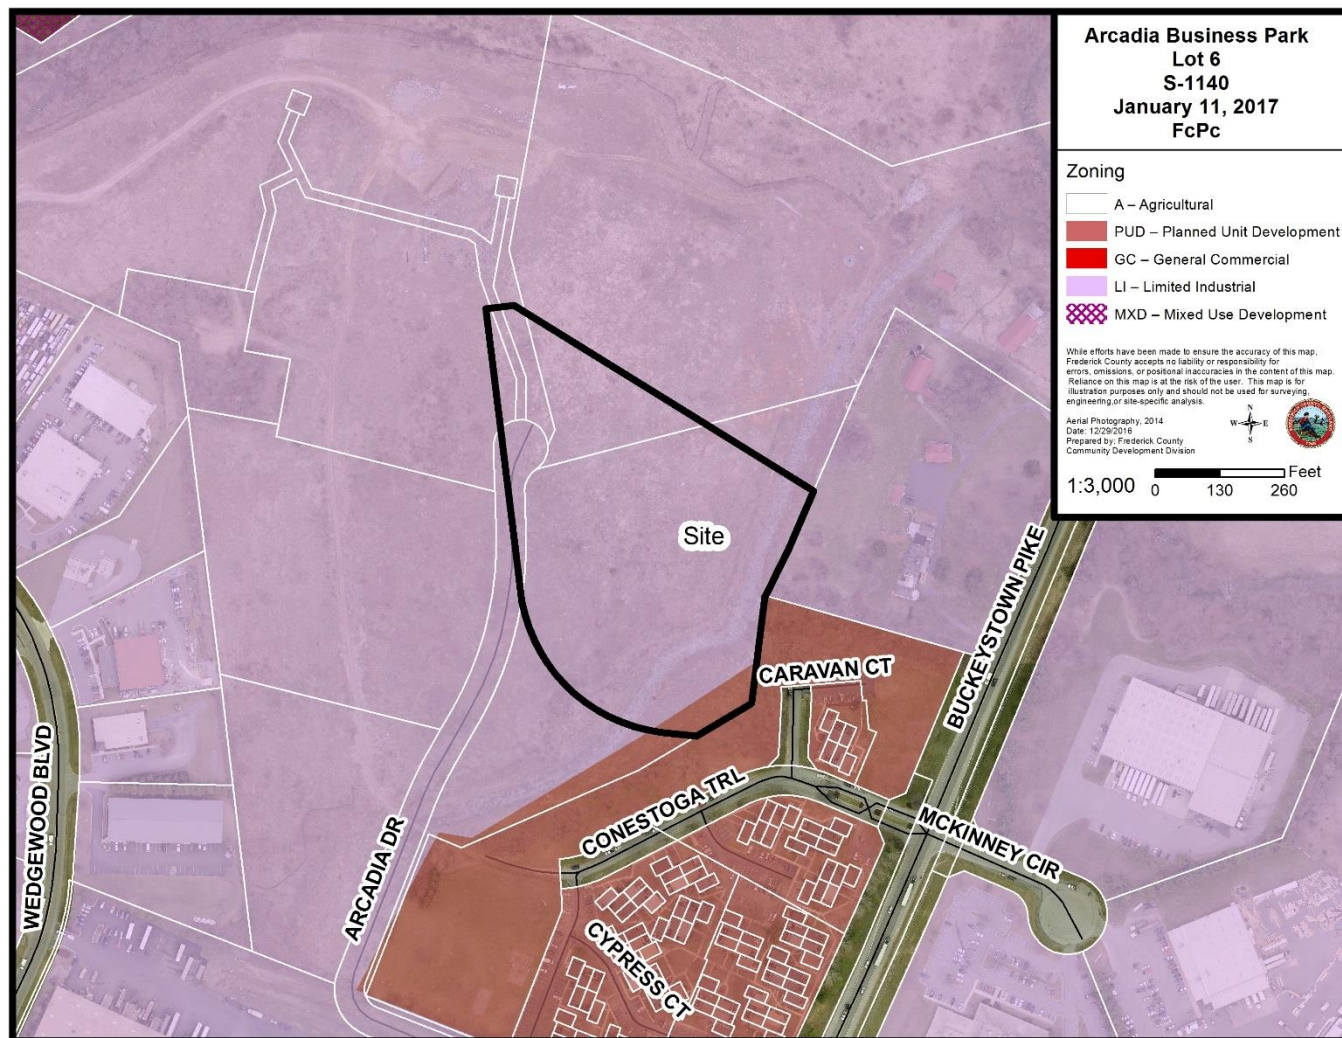 Arcadia Business Park
Lot 6
S-1140
January 11, 2017
FcPc
Zoning
A – Agricultural
PUD – Planned Unit Development
GC – General Commercial
LI – Limited Industrial
MXD – Mixed Use Development
While efforts have been made to ensure the accuracy of this map,
Frederick County accepts no liability or responsibility for
errors, omissions, or positional inaccuracies in the content of this map.
Reliance on this map is at the risk of the user. This map is for
illustration purposes only and should not be used for surveying,
engineering,or site-specific analysis.
Aerial Photography, 2014
Date: 12/29/2016
Prepared by: Frederick County
Community Development Division
N
W E
S
1:3,000
Feet
0 130 260
Site
BUCKEYSTOWN PIKE
CARAVAN CT
CONESTOGA TRL
MCKINNEY CIR
WEDGEWOOD BLVD
ARCADIA DR
CYPRESS CT